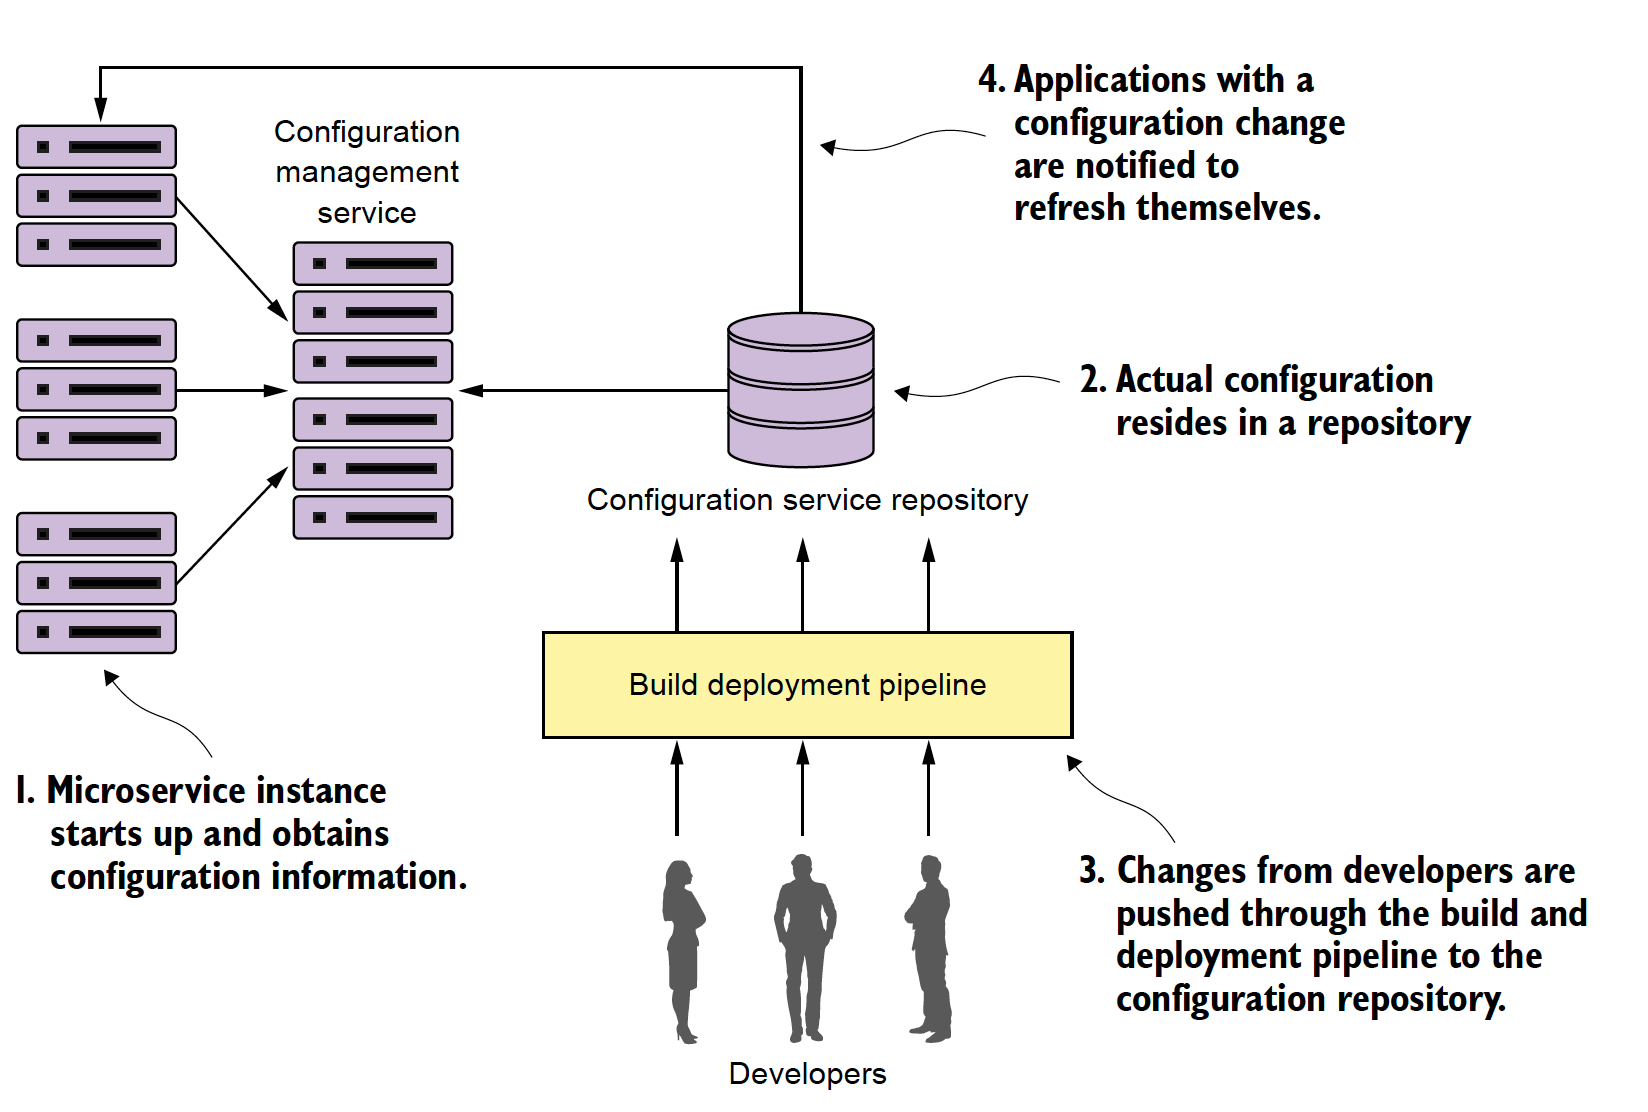 Configuration
management
service
4. Applications with a
configuration change
are notified to
refresh themselves.
2. Actual configuration
resides in a repository
Configuration service repository
Build deployment pipeline
1. Microservice instance
starts up and obtains
configuration information.
3. Changes from developers are
pushed through the build and
deployment pipeline to the
configuration repository.
Developers